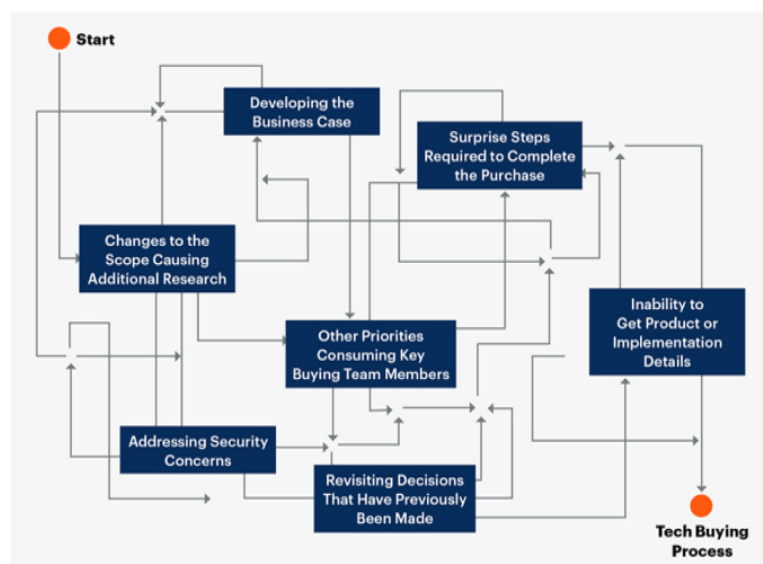 Start
Developing the
Business Case
Surprise Steps
Required to Complete
the Purchase
Changes to the
Scope Causing
Additional Research
Inability to
Get Product or
Implementation
Details
Other Priorities
Consuming Key
Buying Team Members
Addressing Security
Concerns
Revisiting Decisions
That Have Previously
Been Made
Tech Buying
Process